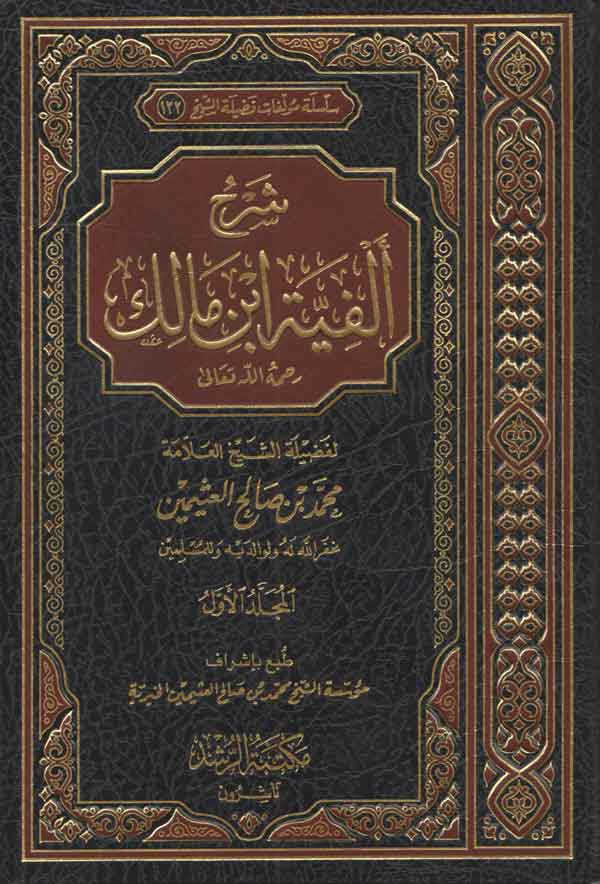 سلسلة مؤلفات فضيلة الشيخ ١٢٢
شرح
ألفية ابن مالك
رحمه الله تعالى
لفضيلة الشيخ العلامة
محمد بن صالح العثيمين
غفر الله له ولوالديه وللمسلمين
المجلد الأول
طبع بإشراف
مؤسسة الشيخ محمد بن صالح العثيمين الخيرية
مكتبة الرشد
ناشرون